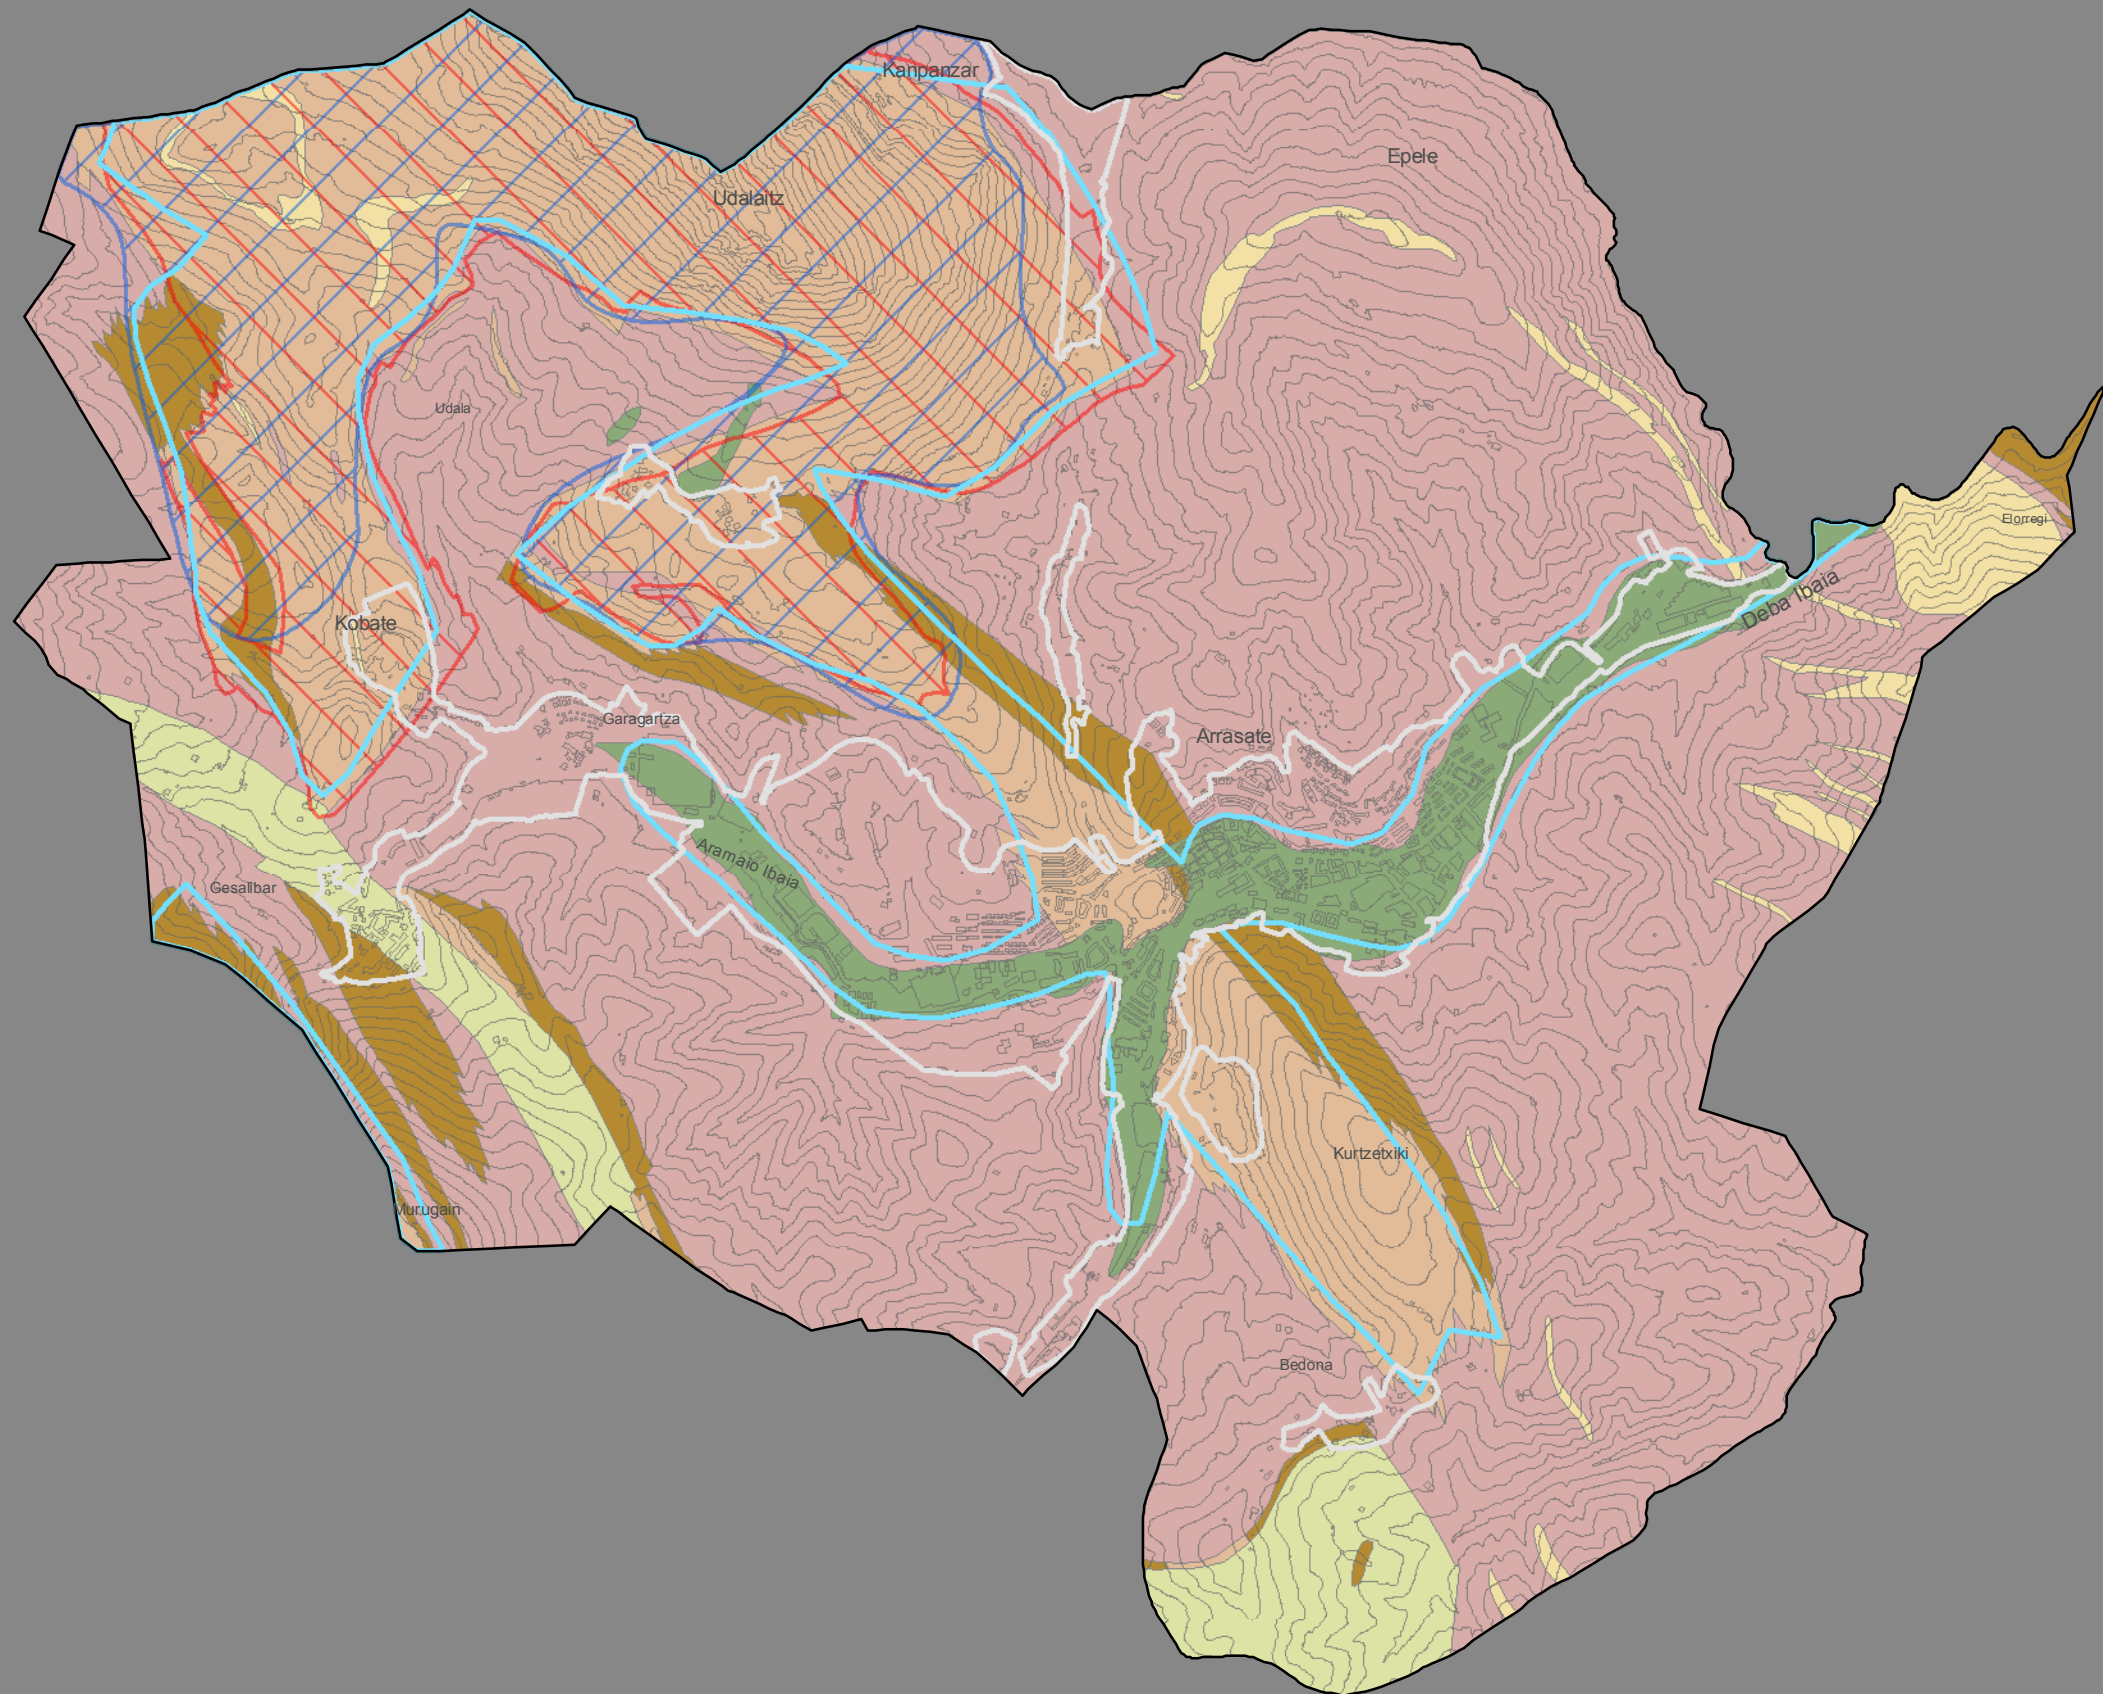 Kanpanzar
Epele
Udalaitz
Udala
Elorregi
Deba Ibaia
Kobate
Garagartza
Arrasate
Aramaio Ibaia
Gesalibar
Kurtzetxiki
Murugain
Bedona